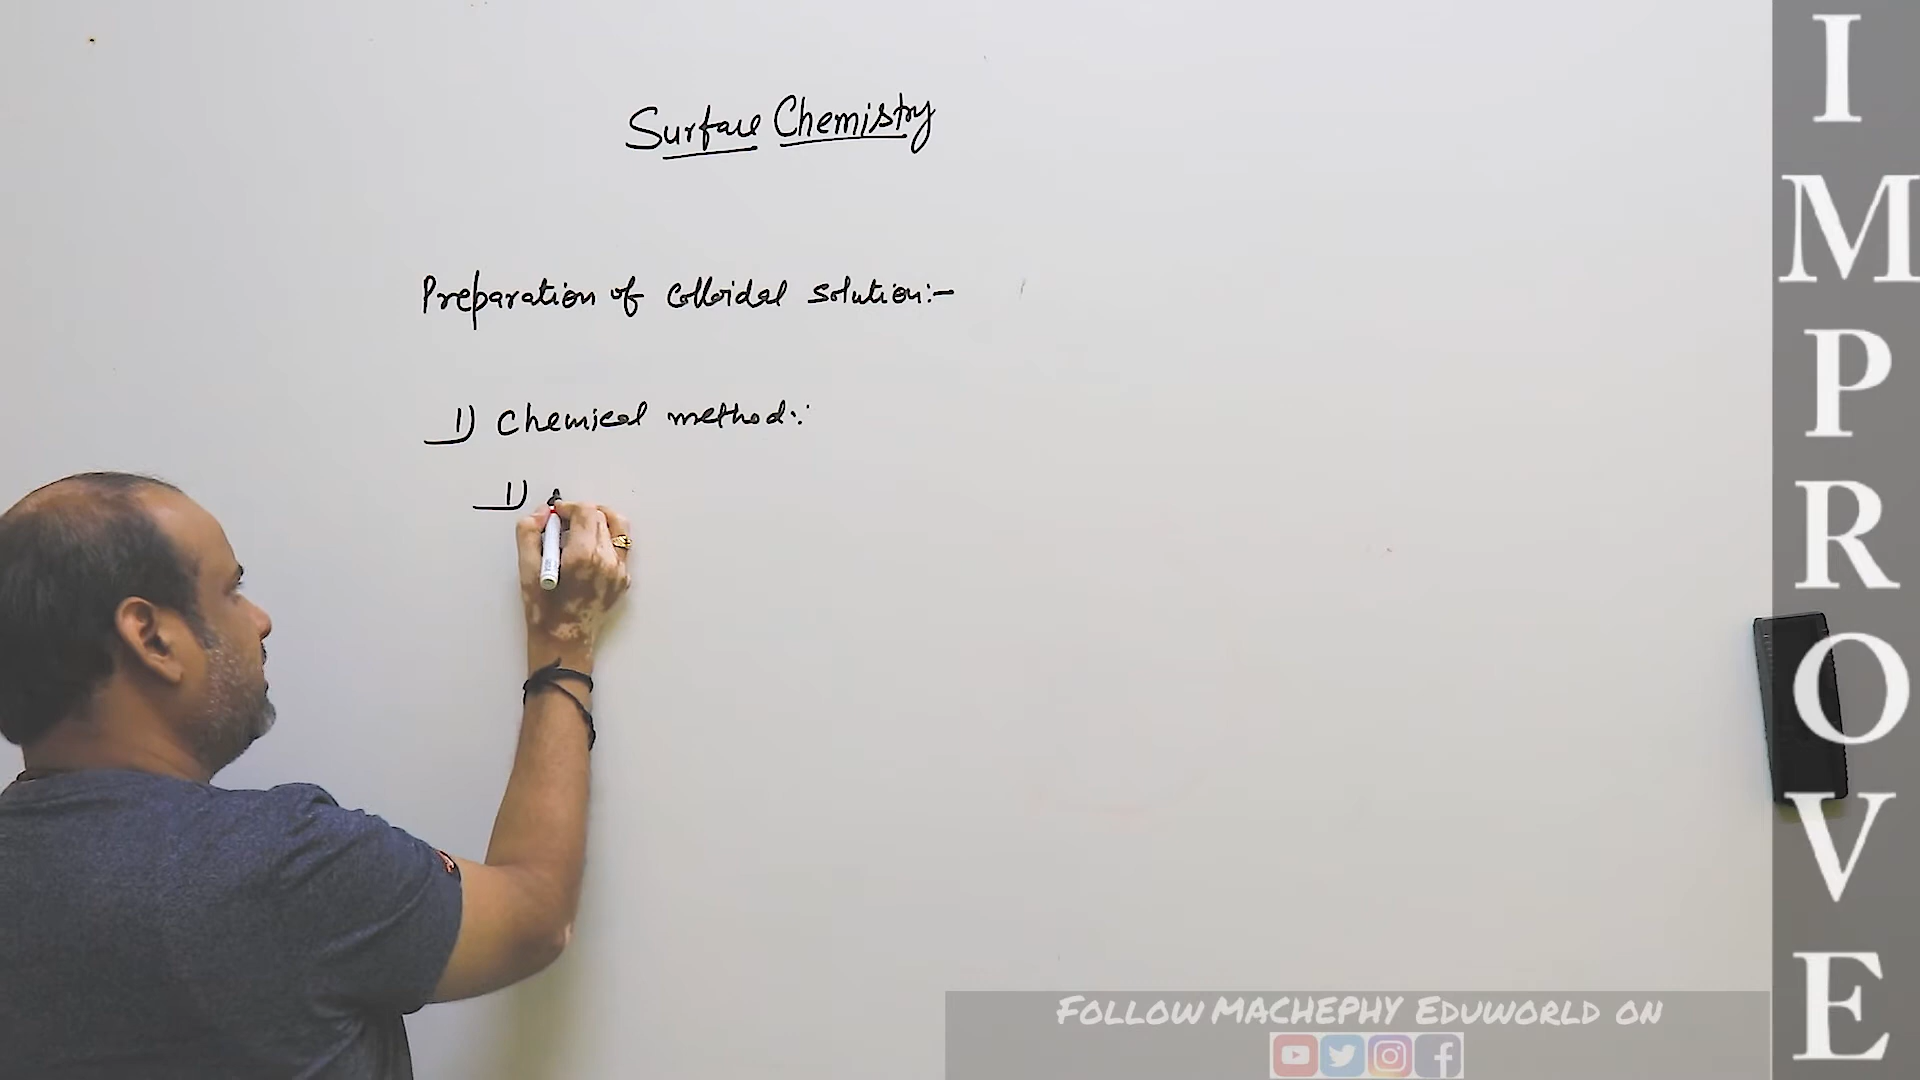 Surface Chemistry
Preparation of colloidal solution:-
1) Chemical method:
1)
IMPROVE
FOLLOW MACHEPHY EDUWORLD ON